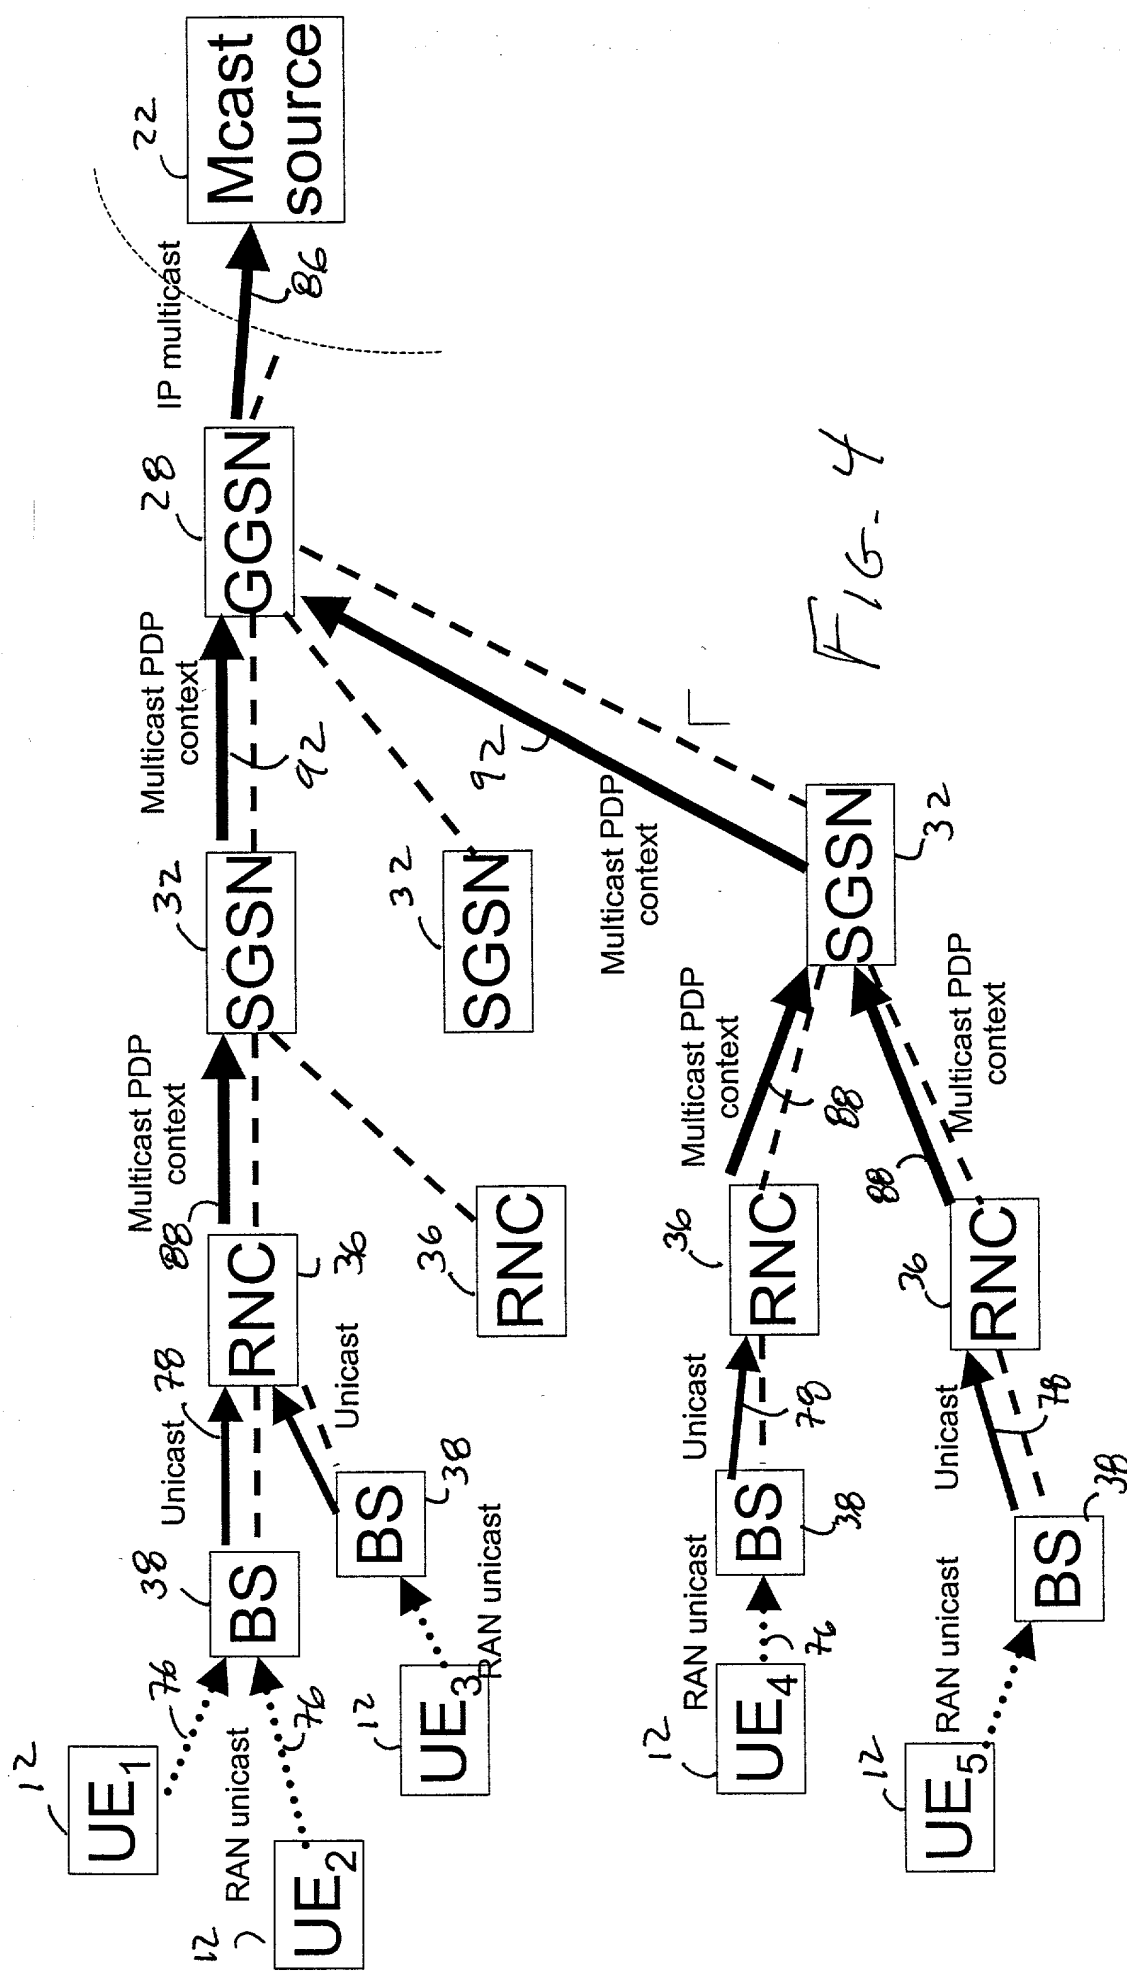 22
Mcast
source
IP multicast
86
28
GGSN
Multicast PDP
context
92
32
SGSN
32
SGSN
92
Multicast PDP
context
SGSN
32
Multicast PDP
context
88
RNC
36
36
RNC
Multicast PDP
context
88
36
RNC
Multicast PDP
context
88
36
RNC
Unicast
78
Unicast
38
BS
BS
38
Unicast
78
BS
38
Unicast
78
BS
38
12
UE1
76
RAN unicast
12
UE2
76
12
UE3
RAN unicast
RAN unicast
12
UE4
76
RAN unicast
12
UE5
FIG. 4